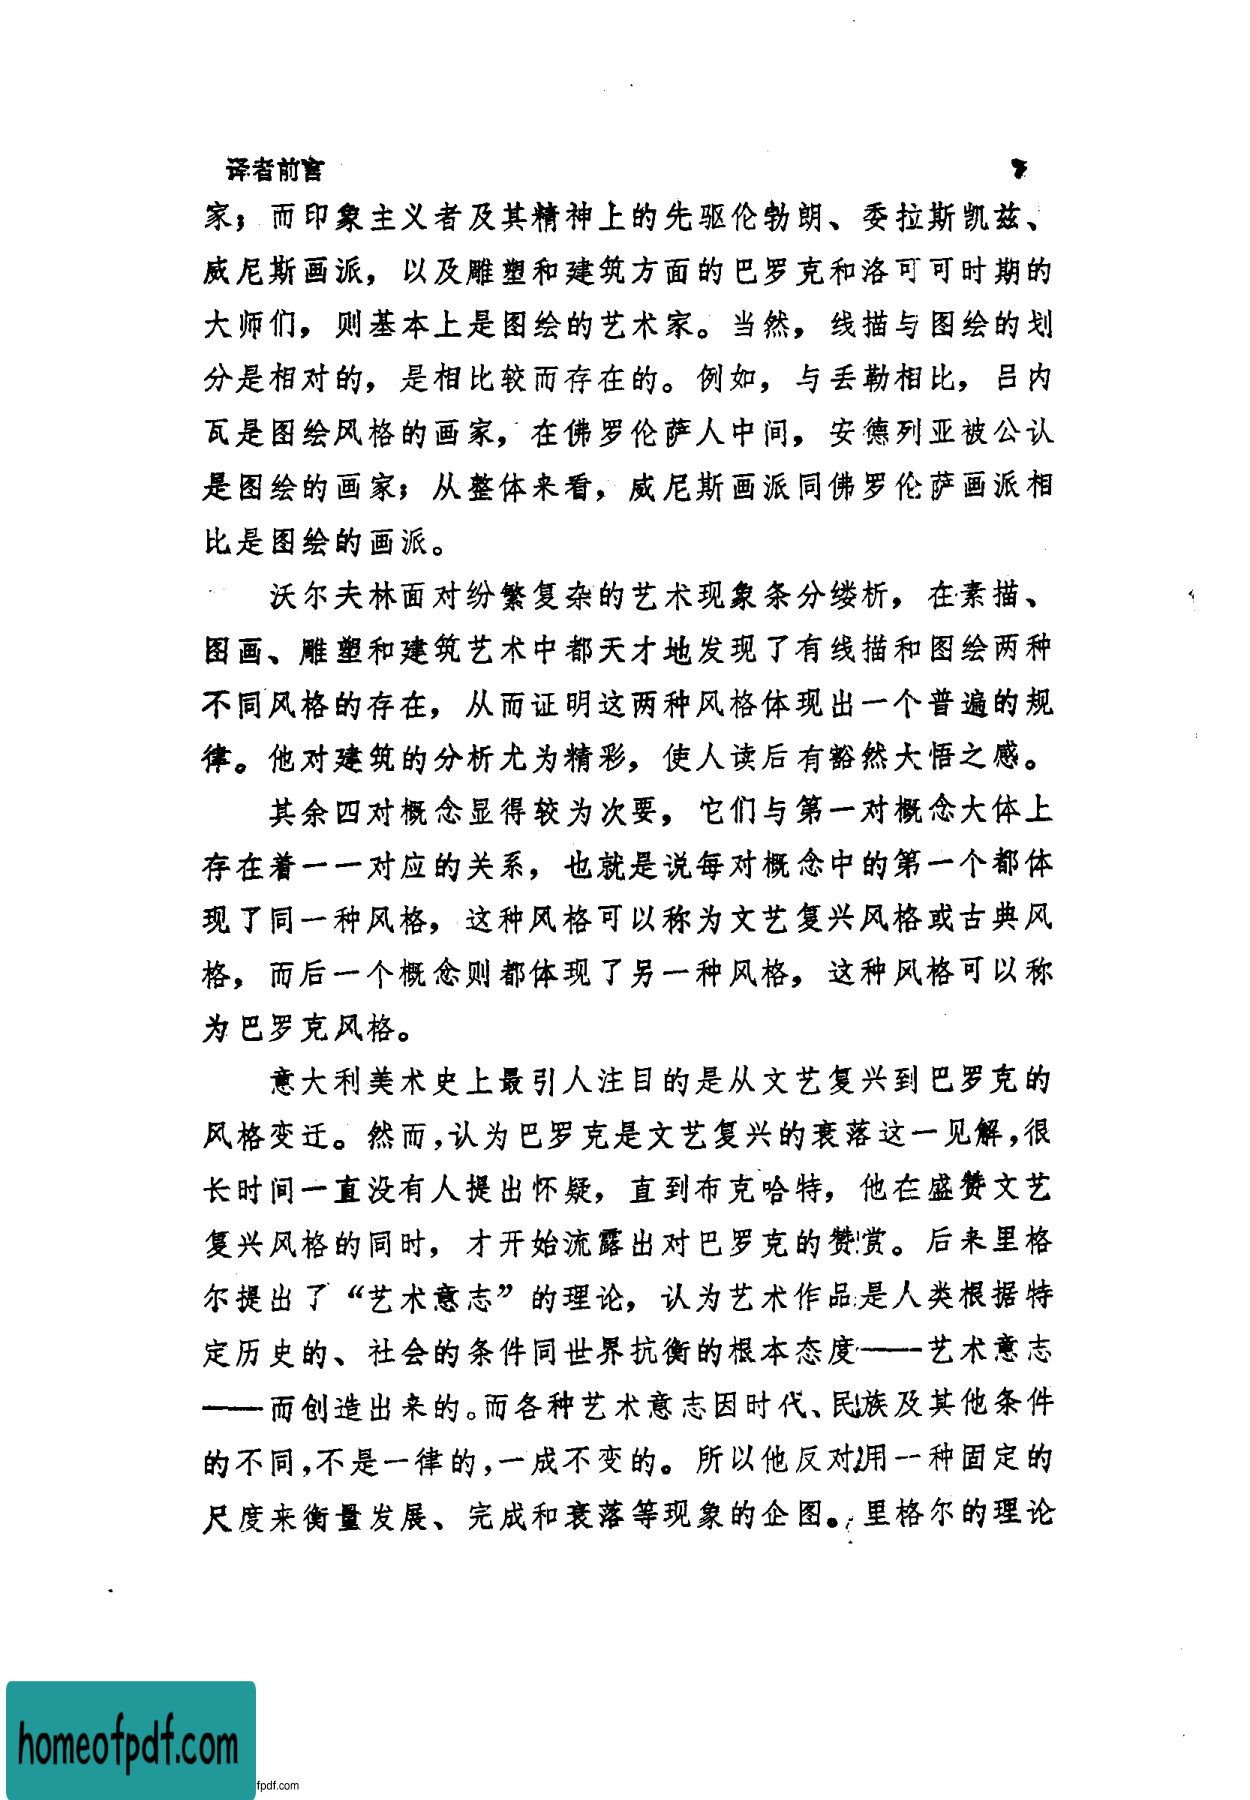 译者前言 7
家；而印象主义者及其精神上的先驱伦勃朗、委拉斯凯兹、
威尼斯画派，以及雕塑和建筑方面的巴罗克和洛可可时期的
大师们，则基本上是图绘的艺术家。当然，线描与图绘的划
分是相对的，是相比较而存在的。例如，与丢勒相比，吕内
瓦是图绘风格的画家，在佛罗伦萨人中间，安德列亚被公认
是图绘的画家；从整体来看，威尼斯画派同佛罗伦萨画派相
比是图绘的画派。
沃尔夫林面对纷繁复杂的艺术现象条分缕析，在素描、
图画、雕塑和建筑艺术中都天才地发现了有线描和图绘两种
不同风格的存在，从而证明这两种风格体现出一个普遍的规
律。他对建筑的分析尤为精彩，使人读后有豁然大悟之感。
其余四对概念显得较为次要，它们与第一对概念大体上
存在着一一对应的关系，也就是说每对概念中的第一个都体
现了同一种风格，这种风格可以称为文艺复兴风格或古典风
格，而后一个概念则都体现了另一种风格，这种风格可以称
为巴罗克风格。
意大利美术史上最引人注目的是从文艺复兴到巴罗克的
风格变迁。然而，认为巴罗克是文艺复兴的衰落这一见解，很
长时间一直没有人提出怀疑，直到布克哈特，他在盛赞文艺
复兴风格的同时，才开始流露出对巴罗克的赞赏。后来里格
尔提出了“艺术意志”的理论，认为艺术作品是人类根据特
定历史的、社会的条件同世界抗衡的根本态度——艺术意志
——而创造出来的。而各种艺术意志因时代、民族及其他条件
的不同，不是一律的，一成不变的。所以他反对用一种固定的
尺度来衡量发展、完成和衰落等现象的企图。里格尔的理论
homeofpdf.com
fpdf.com